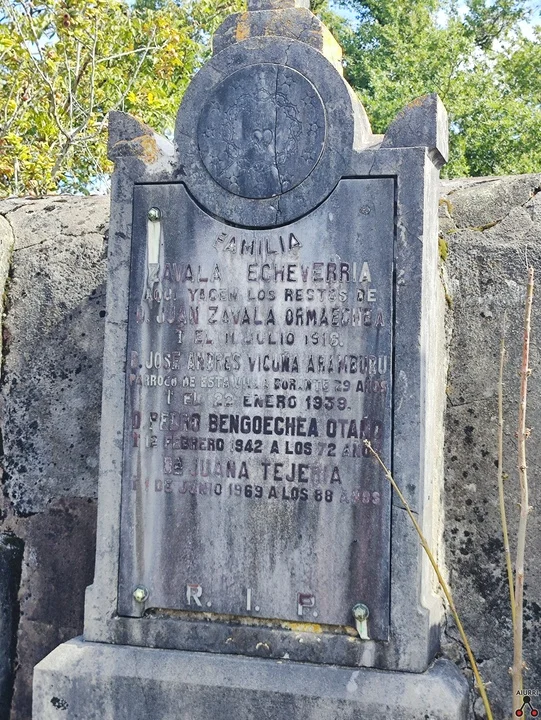 FAMILIA
ZAVALA ECHEVERRIA
AQUI YACEN LOS RESTOS DE
D. JUAN ZAVALA ORMAECHEA
† EL 11 JULIO 1916.
D. JOSE ANDRES VICUÑA ARAMBURU
PARROCO DE ESTA VILLA DURANTE 29 AÑOS
† EL 22 ENERO 1939.
D. PEDRO BENGOECHEA OTAÑO
FEBRERO 1942 A LOS 72 AÑOS
Dª JUANA TEJERIA
DE JUNIO 1969 A LOS 88 AÑOS
R. I. P.
AIURRI